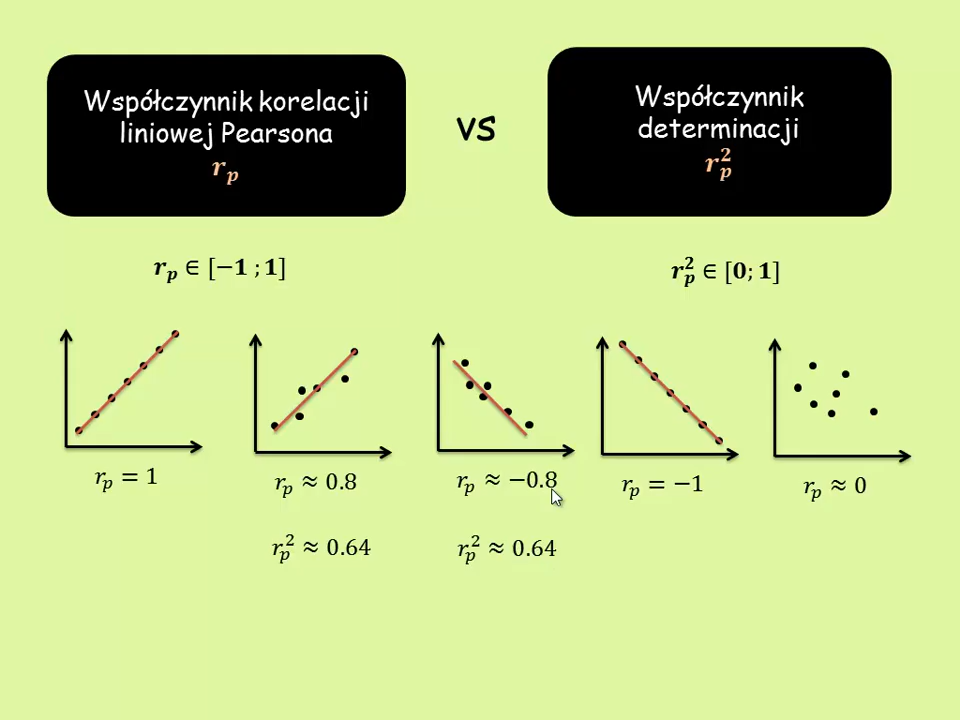 Współczynnik korelacji
liniowej Pearsona
r_p
vs
Współczynnik
determinacji
r_p^2
r_p ∈ [−1 ; 1]
r_p^2 ∈ [0; 1]
r_p = 1
r_p ≈ 0.8
r_p ≈ −0.8
r_p = −1
r_p ≈ 0
r_p^2 ≈ 0.64
r_p^2 ≈ 0.64